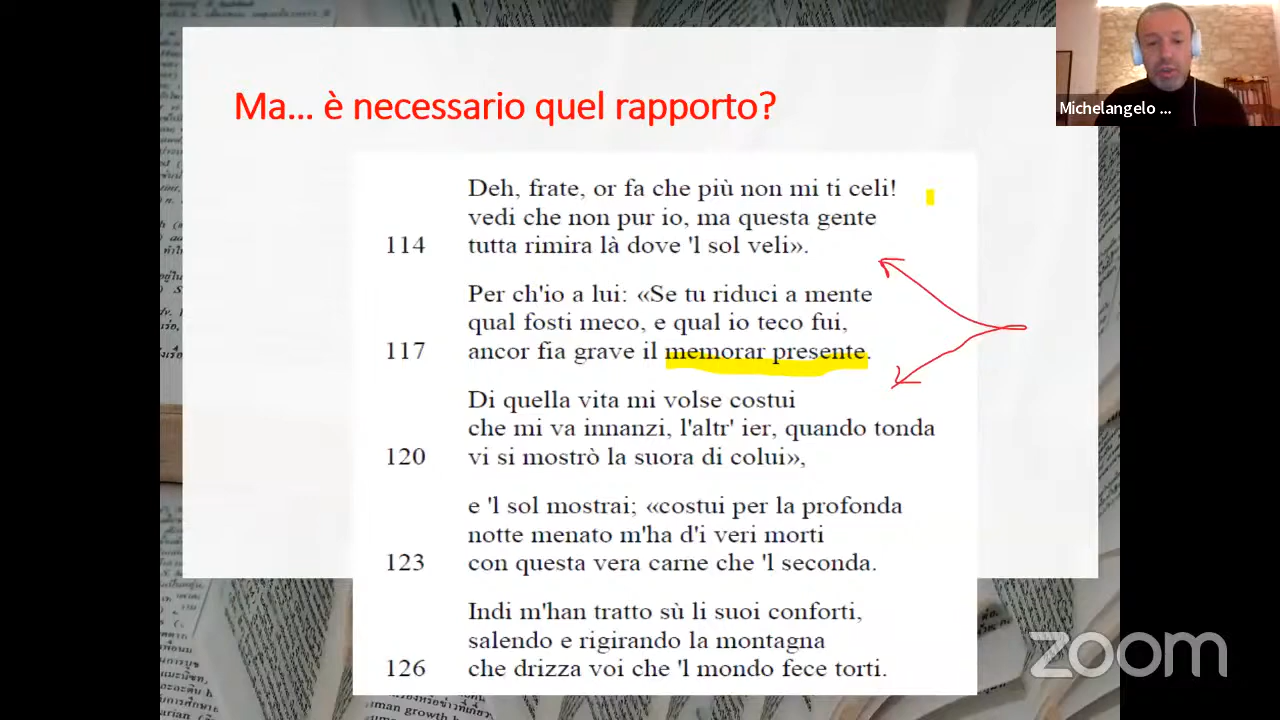 Ma... è necessario quel rapporto?
Deh, frate, or fa che più non mi ti celi!
vedi che non pur io, ma questa gente
114 tutta rimira là dove 'l sol veli».
Per ch'io a lui: «Se tu riduci a mente
qual fosti meco, e qual io teco fui,
117 ancor fia grave il memorar presente.
Di quella vita mi volse costui
che mi va innanzi, l'altr' ier, quando tonda
120 vi si mostrò la suora di colui»,
e 'l sol mostrai; «costui per la profonda
notte menato m'ha d'i veri morti
123 con questa vera carne che 'l seconda.
Indi m'han tratto sù li suoi conforti,
salendo e rigirando la montagna
126 che drizza voi che 'l mondo fece torti.
Michelangelo ...
zoom
human growth